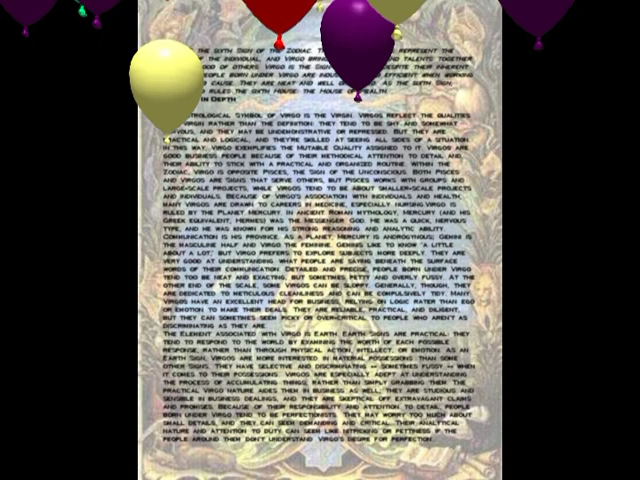 the sixth Sign of the Zodiac. represent the
of the individual, and Virgo and talents together
of others. Virgo is the Sign despite their inherent
people born under Virgo are efficient when working
cause. They are neat and well As the sixth Sign,
rules the sixth House: the House of Health
in Depth
astrological symbol of Virgo is the Virgin. Virgos reflect the qualities
virgin rather than the definition: they tend to be shy and somewhat
nervous, and they may be undemonstrative or repressed. But they are
practical and logical, and they're skilled at seeing all sides of a situation.
In this way, Virgo exemplifies the Mutable Quality assigned to it. Virgos are
good business people because of their methodical attention to detail and
their ability to stick with a practical and organized routine. Within the
Zodiac, Virgo is opposite Pisces, the Sign of the Unconscious. Both Pisces
and Virgos are Signs that serve others, but Pisces works with groups and
large-scale projects, while Virgos tend to be about smaller-scale projects
and individuals. Because of Virgo's association with individuals and health,
many Virgos are drawn to careers in medicine, especially nursing. Virgo is
ruled by the Planet Mercury. In ancient Roman mythology, Mercury (and his
Greek equivalent, Hermes) was the Messenger God. He was a quick, nervous
type, and he was known for his strong reasoning and analytic ability.
Communication is his province. As a planet, Mercury is androgynous; Gemini is
the masculine half and Virgo the feminine. Geminis like to know 'a little
about a lot,' but Virgo prefers to explore subjects more deeply. They are
very good at understanding what people are saying beneath the surface
words of their communication. Detailed and precise, people born under Virgo
tend too be neat and exacting, but sometimes petty and overly fussy. At the
other end of the scale, some Virgos can be sloppy. Generally, though, they
are dedicated to meticulous cleanliness and can be compulsively tidy. Many
Virgos have an excellent head for business, relying on logic rater than ego
or emotion to make their deals. They are reliable, practical, and diligent,
but they can sometimes seem picky or over-critical to people who aren't as
discriminating as they are.
The Element associated with Virgo is Earth. Earth Signs are practical: they
tend to respond to the world by examining the worth of each possible
response, rather than through physical action, intellect, or emotion. As an
Earth Sign, Virgos are more interested in material possessions than some
other Signs. They have selective and discriminating -- sometimes fussy -- when
it comes to their possessions. Virgos are especially adept at understanding
the process of accumulating things, rather than simply grabbing them. The
practical Virgo nature aides them in business as well; they are studious and
sensible in business dealings, and they are skeptical off extravagant claims
and promises. Because of their responsibility and attention to detail, people
born under Virgo tend to be perfectionists. They may worry too much about
small details, and they can seem demanding and critical. Their analytical
nature and attention to duty can seem like nitpicking or pettiness if the
people around them don't understand Virgo's desire for perfection.